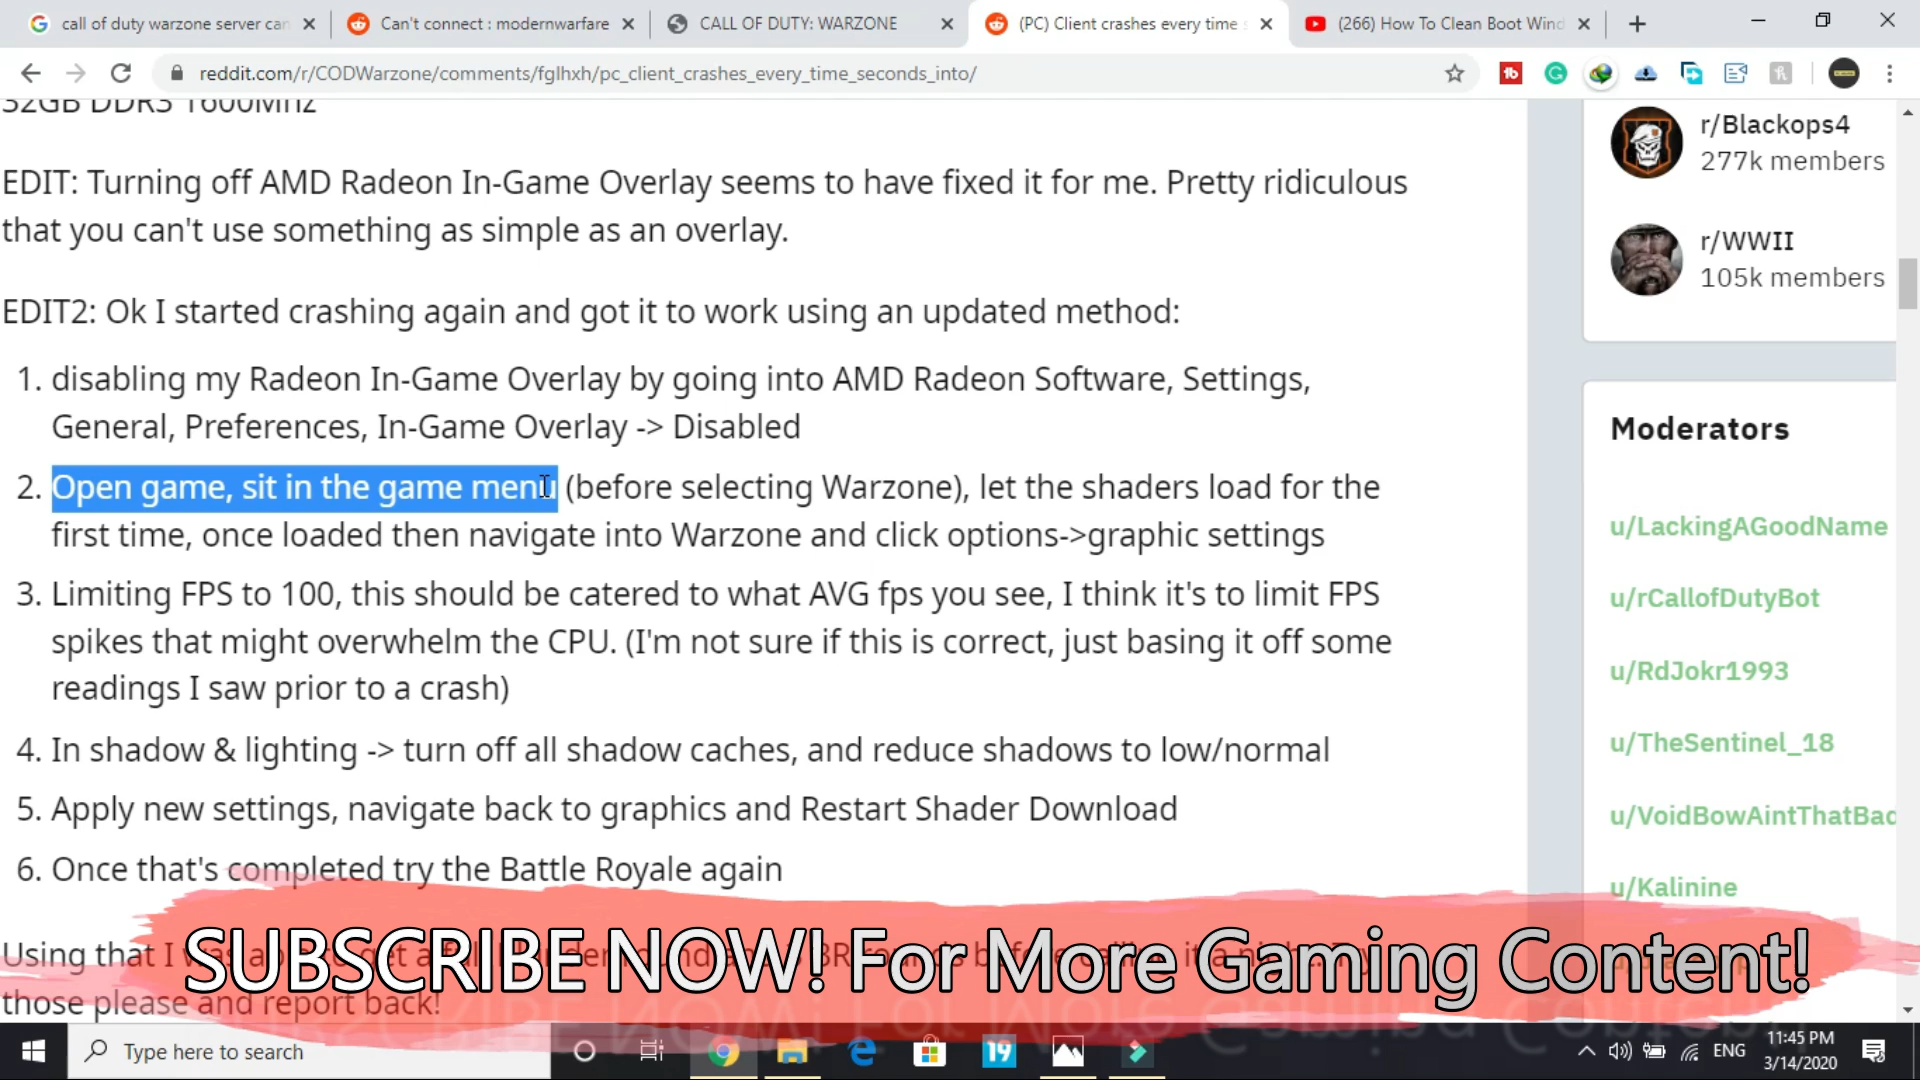 call of duty warzone server can
Can't connect : modernwarfare
CALL OF DUTY: WARZONE
(PC) Client crashes every time s
(266) How To Clean Boot Wind
reddit.com/r/CODWarzone/comments/fglhxh/pc_client_crashes_every_time_seconds_into/
32GB DDR3 1600Mhz
EDIT: Turning off AMD Radeon In-Game Overlay seems to have fixed it for me. Pretty ridiculous
that you can't use something as simple as an overlay.
EDIT2: Ok I started crashing again and got it to work using an updated method:
1. disabling my Radeon In-Game Overlay by going into AMD Radeon Software, Settings,
General, Preferences, In-Game Overlay -> Disabled
2. Open game, sit in the game menu (before selecting Warzone), let the shaders load for the
first time, once loaded then navigate into Warzone and click options->graphic settings
3. Limiting FPS to 100, this should be catered to what AVG fps you see, I think it's to limit FPS
spikes that might overwhelm the CPU. (I'm not sure if this is correct, just basing it off some
readings I saw prior to a crash)
4. In shadow & lighting -> turn off all shadow caches, and reduce shadows to low/normal
5. Apply new settings, navigate back to graphics and Restart Shader Download
6. Once that's completed try the Battle Royale again
Using that I
those please and report back!
r/Blackops4
277k members
r/WWII
105k members
Moderators
u/LackingAGoodName
u/rCallofDutyBot
u/RdJokr1993
u/TheSentinel_18
u/VoidBowAintThatBad
u/Kalinine
SUBSCRIBE NOW! For More Gaming Content!
Type here to search
19
ENG
11:45 PM
3/14/2020